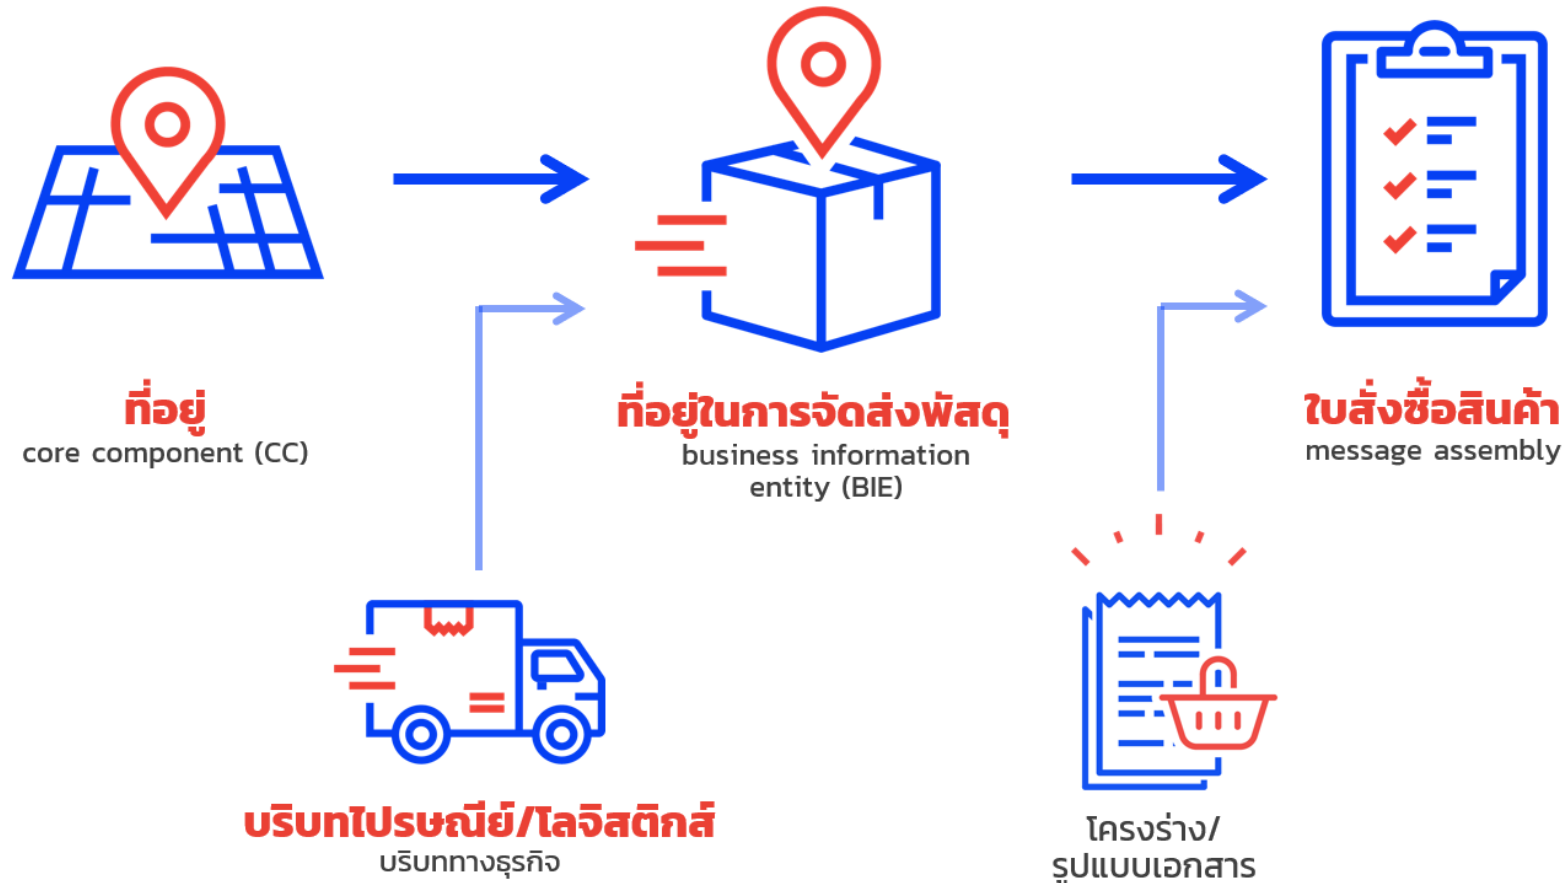 ที่อยู่
core component (CC)
ที่อยู่ในการจัดส่งพัสดุ
business information
entity (BIE)
ใบสั่งซื้อสินค้า
message assembly
บริบทไปรษณีย์/โลจิสติกส์
บริบททางธุรกิจ
โครงร่าง/
รูปแบบเอกสาร